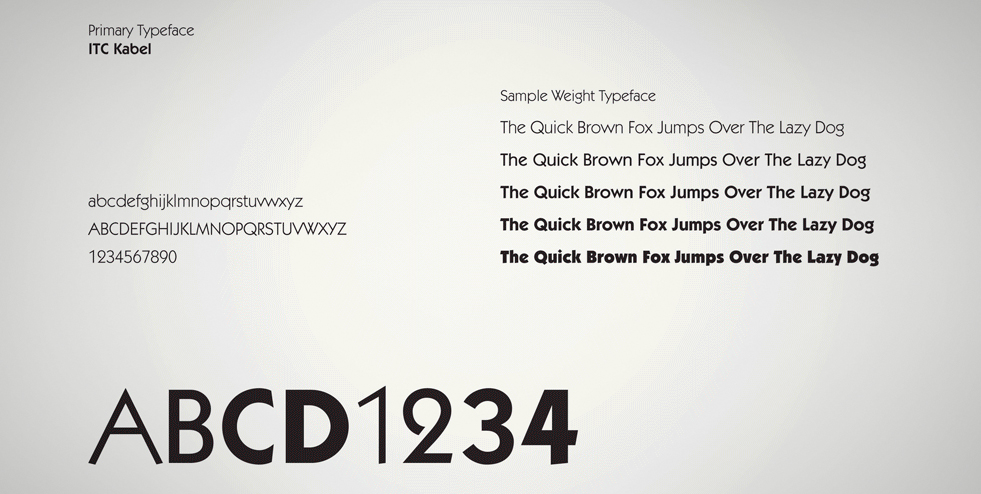 Primary Typeface
ITC Kabel
Sample Weight Typeface
The Quick Brown Fox Jumps Over The Lazy Dog
The Quick Brown Fox Jumps Over The Lazy Dog
The Quick Brown Fox Jumps Over The Lazy Dog
The Quick Brown Fox Jumps Over The Lazy Dog
The Quick Brown Fox Jumps Over The Lazy Dog
abcdefghijklmnopqrstuvwxyz
ABCDEFGHIJKLMNOPQRSTUVWXYZ
1234567890
ABCD1234